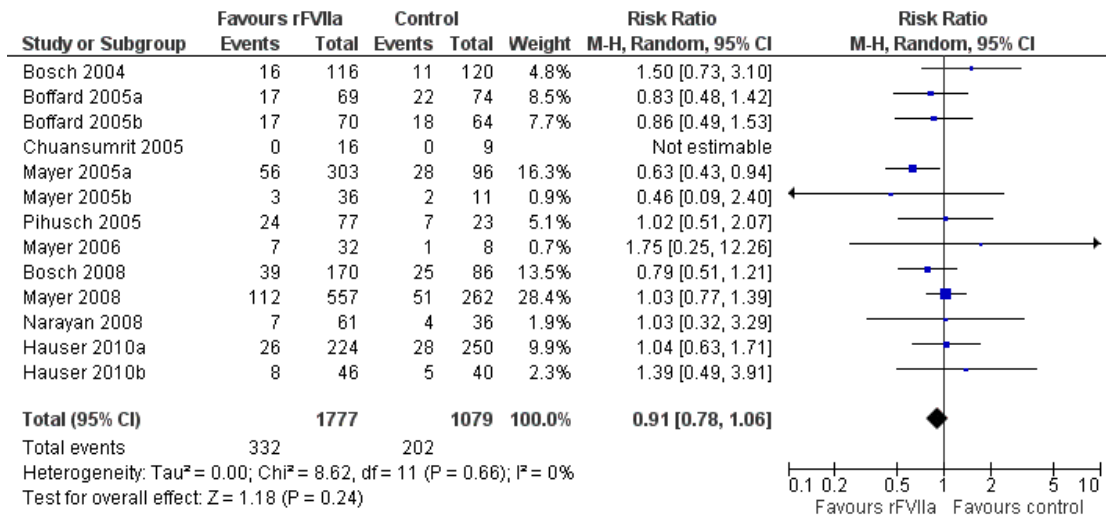 Favours rFVIIa Control Risk Ratio Risk Ratio
Study or Subgroup Events Total Events Total Weight M-H, Random, 95% CI M-H, Random, 95% CI
Bosch 2004 16 116 11 120 4.8% 1.50 [0.73, 3.10]
Boffard 2005a 17 69 22 74 8.5% 0.83 [0.48, 1.42]
Boffard 2005b 17 70 18 64 7.7% 0.86 [0.49, 1.53]
Chuansumrit 2005 0 16 0 9 Not estimable
Mayer 2005a 56 303 28 96 16.3% 0.63 [0.43, 0.94]
Mayer 2005b 3 36 2 11 0.9% 0.46 [0.09, 2.40]
Pihusch 2005 24 77 7 23 5.1% 1.02 [0.51, 2.07]
Mayer 2006 7 32 1 8 0.7% 1.75 [0.25, 12.26]
Bosch 2008 39 170 25 86 13.5% 0.79 [0.51, 1.21]
Mayer 2008 112 557 51 262 28.4% 1.03 [0.77, 1.39]
Narayan 2008 7 61 4 36 1.9% 1.03 [0.32, 3.29]
Hauser 2010a 26 224 28 250 9.9% 1.04 [0.63, 1.71]
Hauser 2010b 8 46 5 40 2.3% 1.39 [0.49, 3.91]
Total (95% CI) 1777 1079 100.0% 0.91 [0.78, 1.06]
Total events 332 202
Heterogeneity: Tau² = 0.00; Chi² = 8.62, df = 11 (P = 0.66); I² = 0%
Test for overall effect: Z = 1.18 (P = 0.24)
0.1 0.2 0.5 1 2 5 10
Favours rFVIIa Favours control